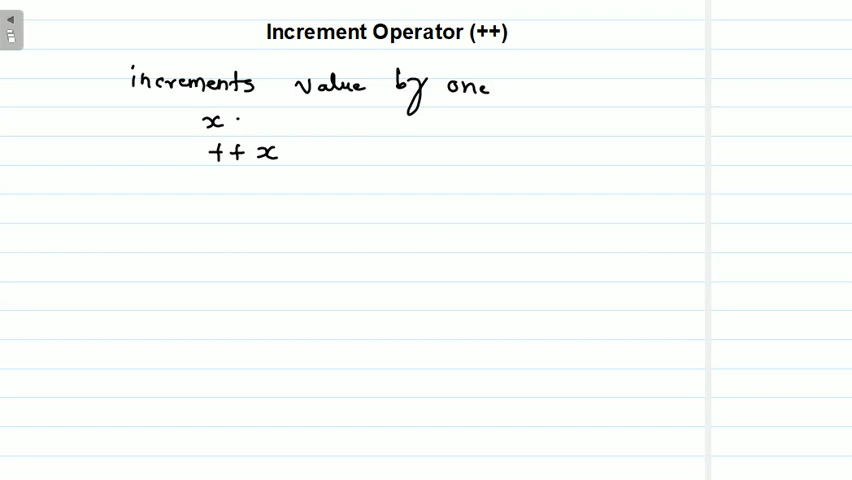 Increment Operator (++)
increments value by one
x .
++ x